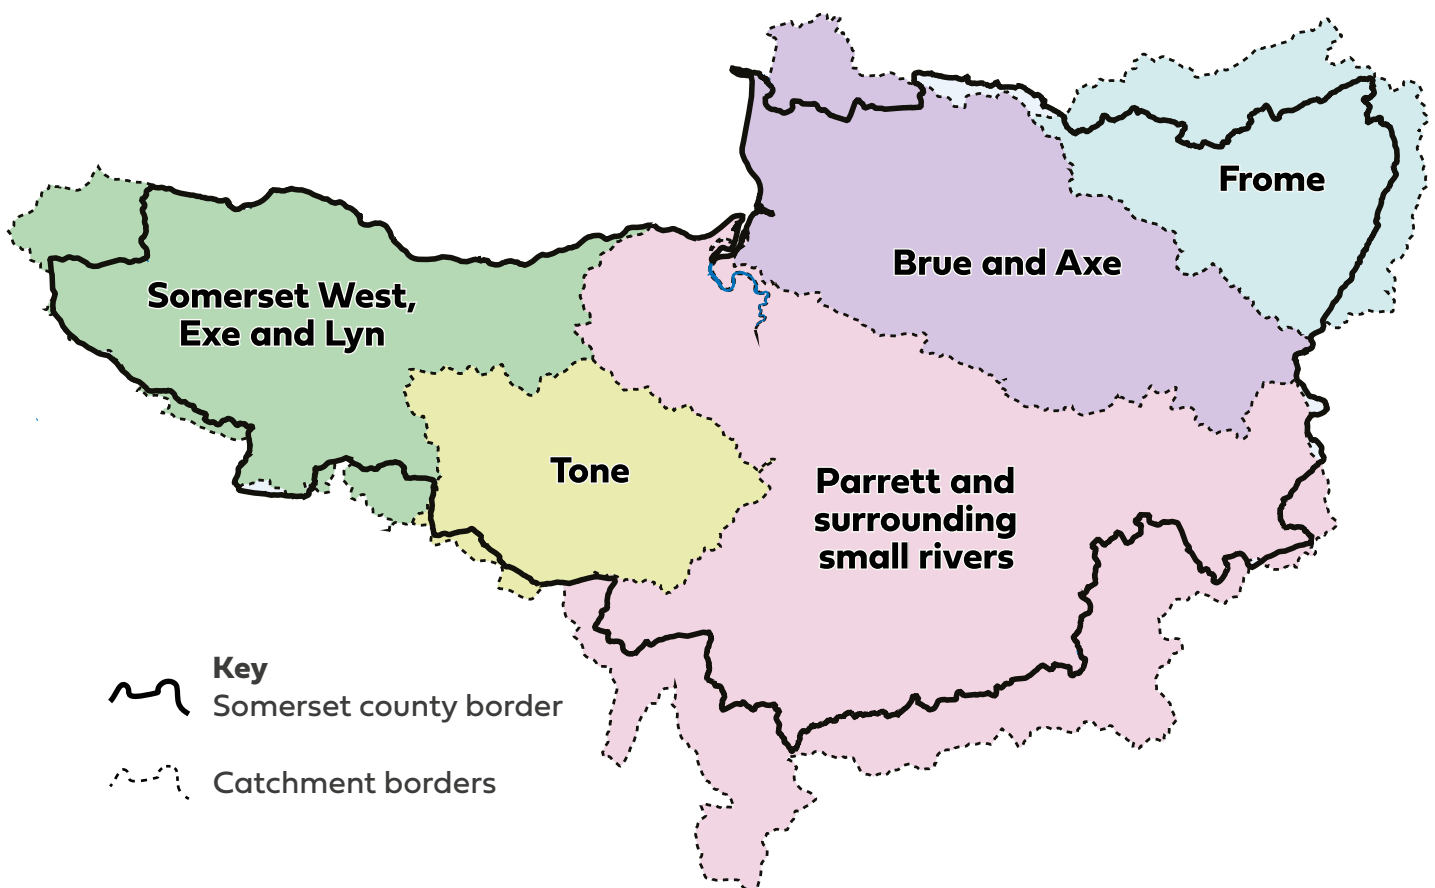 Frome
Brue and Axe
Somerset West,
Exe and Lyn
Tone
Parrett and
surrounding
small rivers
Key
Somerset county border
Catchment borders